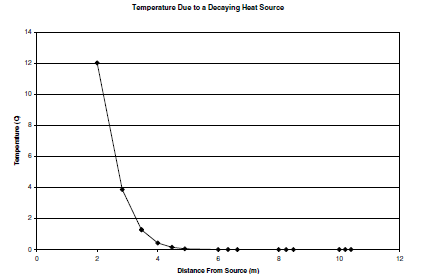 Temperature Due to a Decaying Heat Source
14
12
10
8
6
4
2
0
Temperature (C)
0 2 4 6 8 10 12
Distance From Source (m)